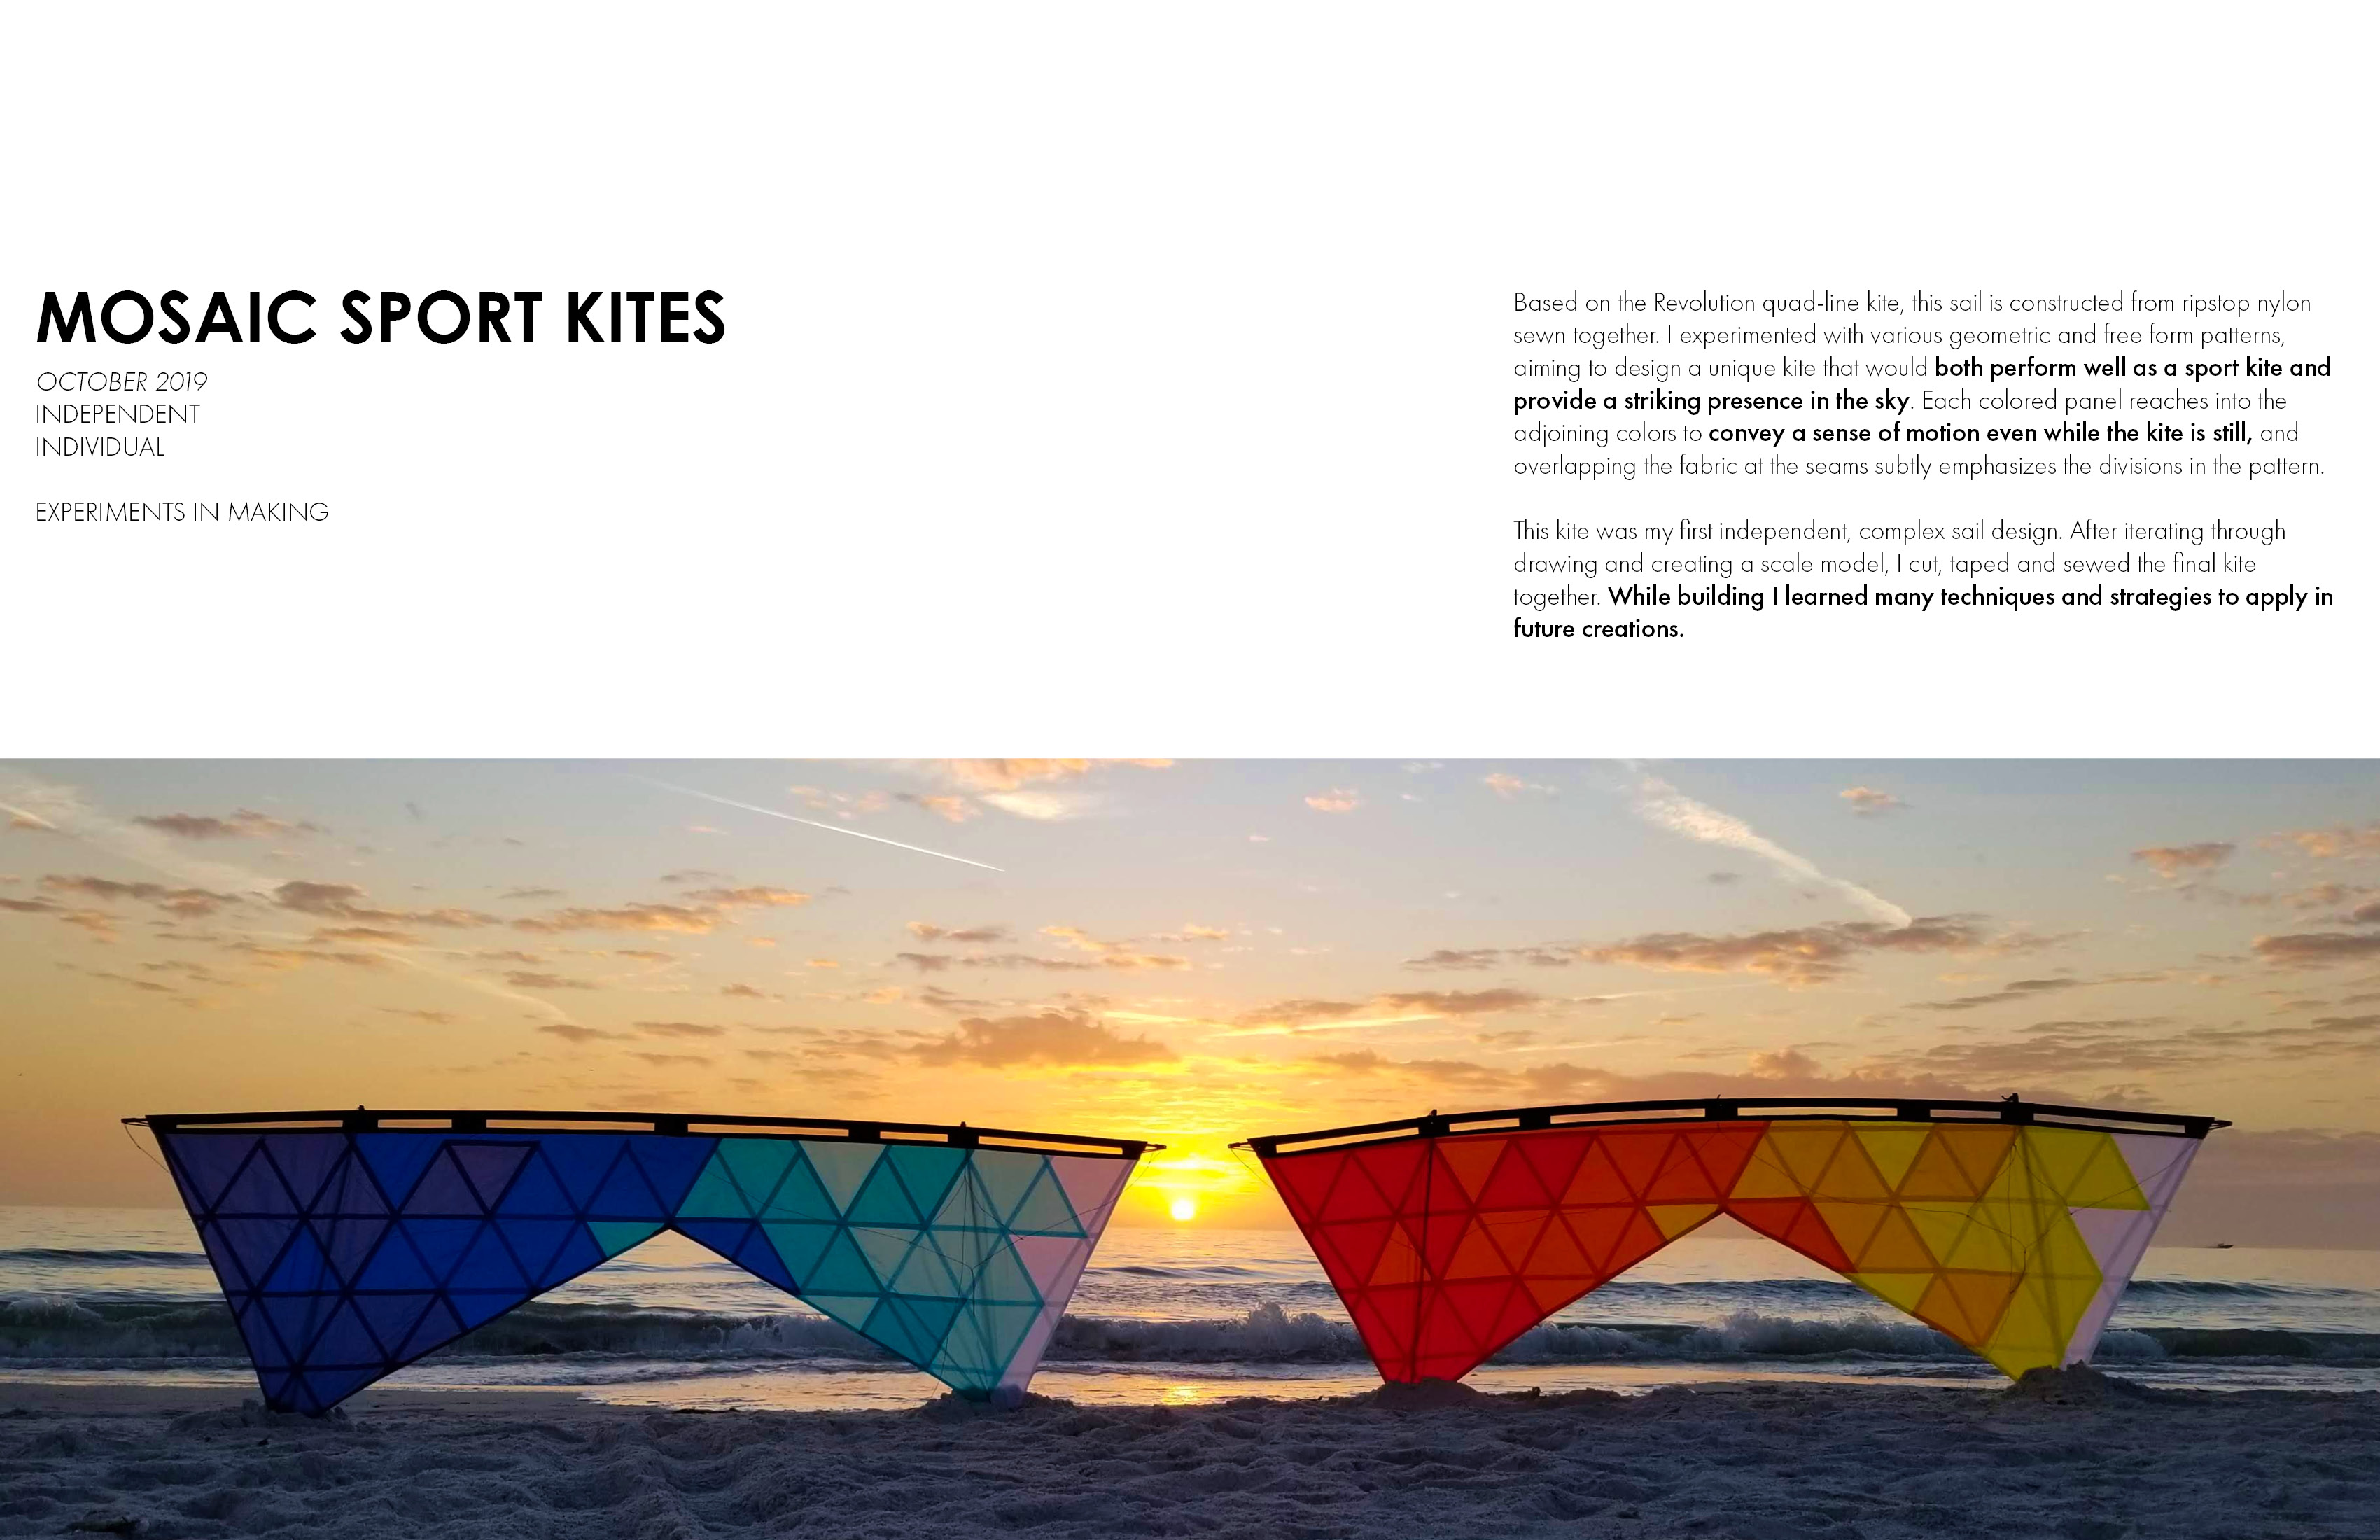 MOSAIC SPORT KITES
OCTOBER 2019
INDEPENDENT
INDIVIDUAL
EXPERIMENTS IN MAKING
Based on the Revolution quad-line kite, this sail is constructed from ripstop nylon
sewn together. I experimented with various geometric and free form patterns,
aiming to design a unique kite that would both perform well as a sport kite and
provide a striking presence in the sky. Each colored panel reaches into the
adjoining colors to convey a sense of motion even while the kite is still, and
overlapping the fabric at the seams subtly emphasizes the divisions in the pattern.
This kite was my first independent, complex sail design. After iterating through
drawing and creating a scale model, I cut, taped and sewed the final kite
together. While building I learned many techniques and strategies to apply in
future creations.